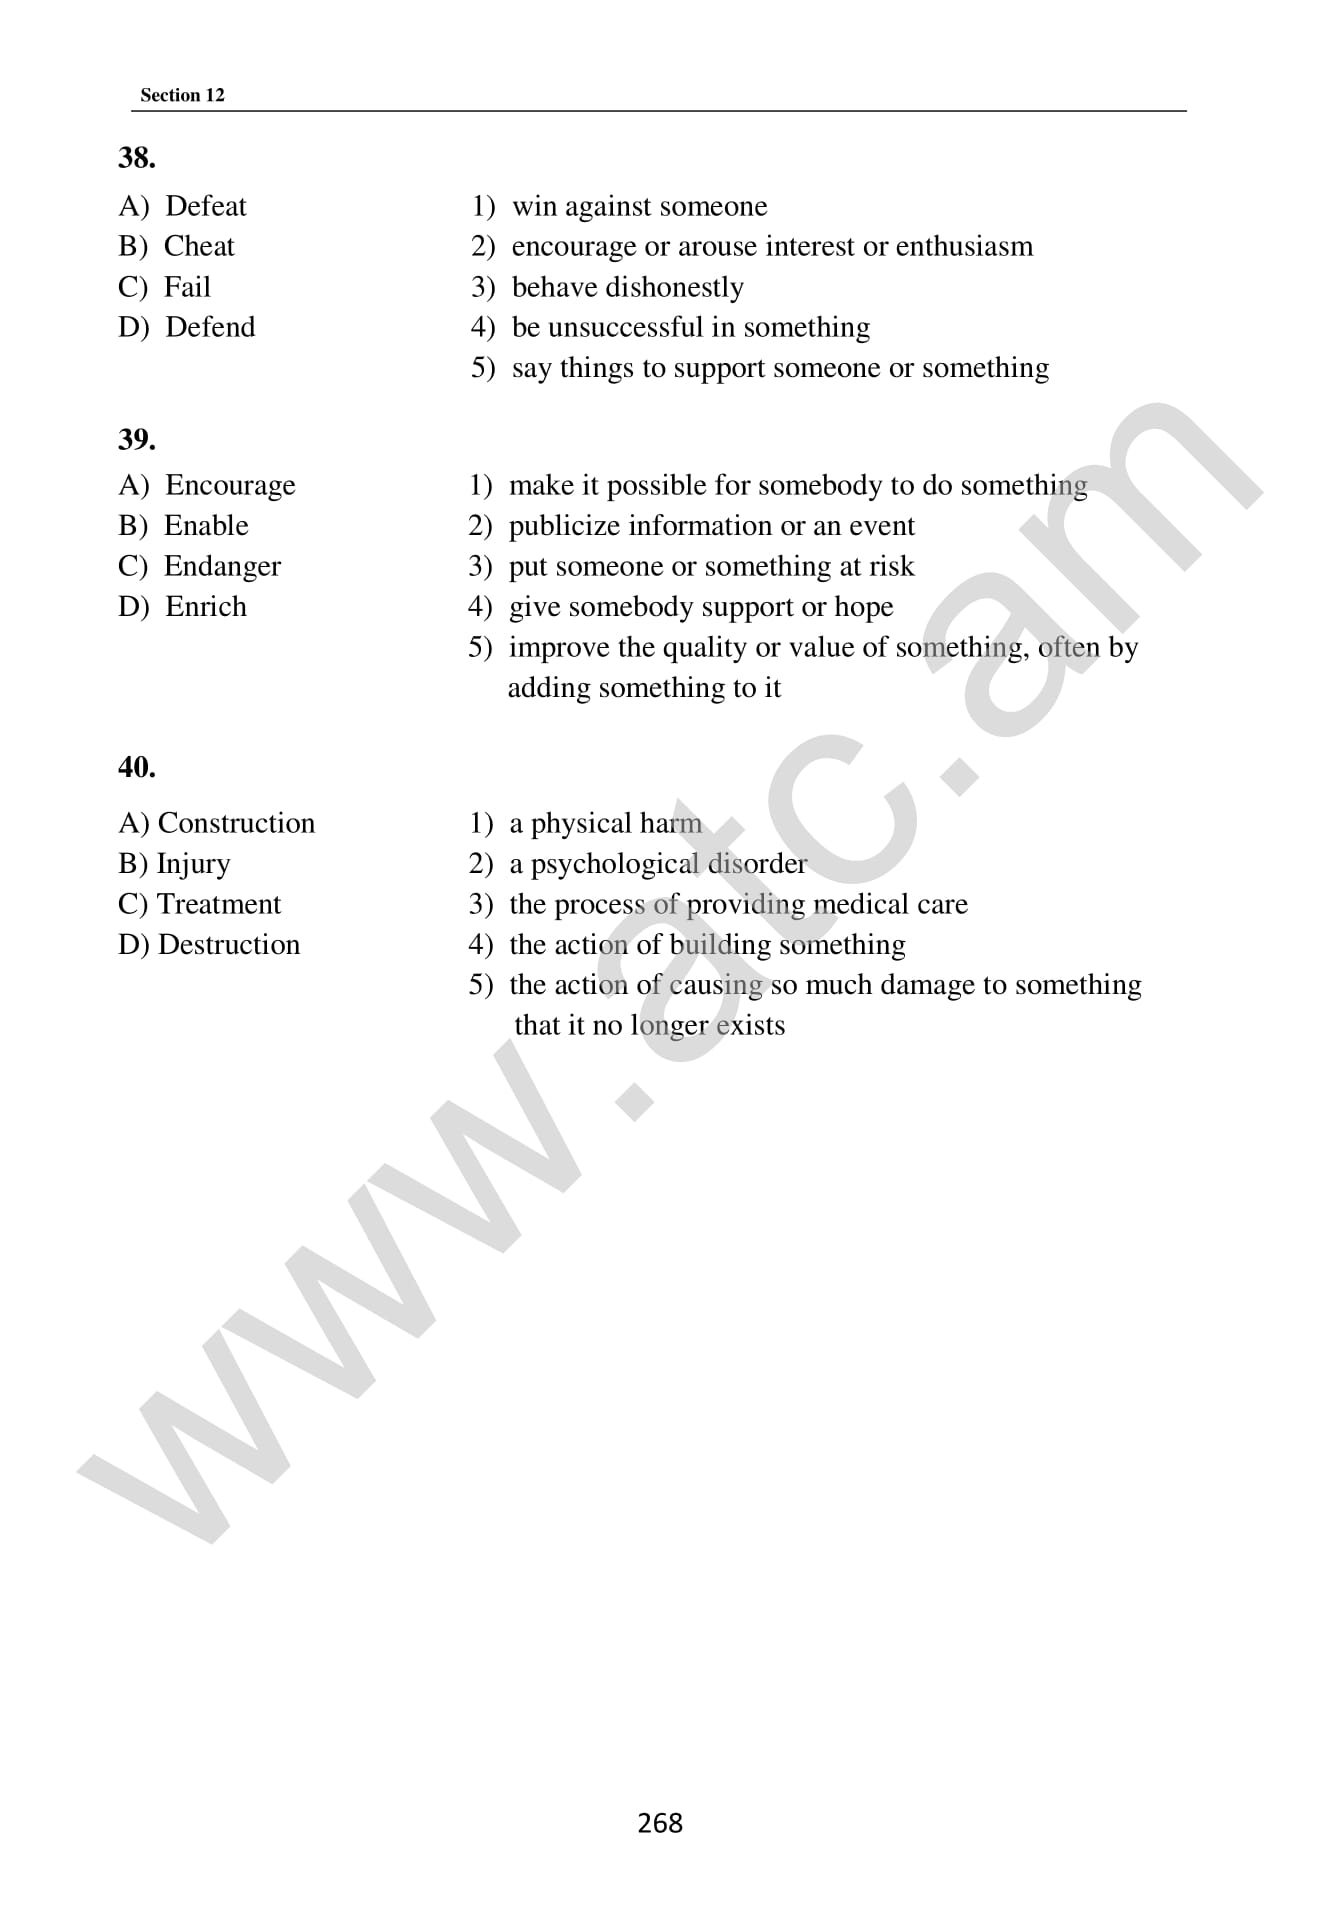 Section 12
38.
A) Defeat 1) win against someone
B) Cheat 2) encourage or arouse interest or enthusiasm
C) Fail 3) behave dishonestly
D) Defend 4) be unsuccessful in something
5) say things to support someone or something
39.
A) Encourage 1) make it possible for somebody to do something
B) Enable 2) publicize information or an event
C) Endanger 3) put someone or something at risk
D) Enrich 4) give somebody support or hope
5) improve the quality or value of something, often by
adding something to it
40.
A) Construction 1) a physical harm
B) Injury 2) a psychological disorder
C) Treatment 3) the process of providing medical care
D) Destruction 4) the action of building something
5) the action of causing so much damage to something
that it no longer exists
www.atc.am
268